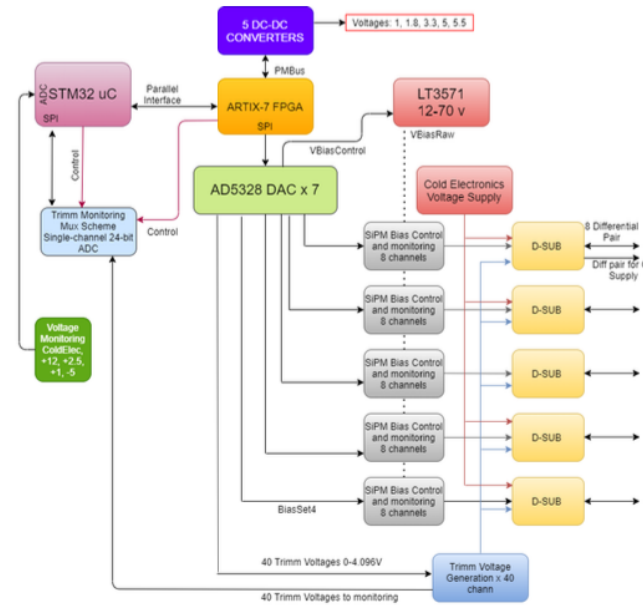 5 DC-DC
CONVERTERS
Voltages: 1, 1.8, 3.3, 5, 5.5
PMBus
ADC
STM32 uC
SPI
Parallel
Interface
ARTIX-7 FPGA
SPI
LT3571
12-70 v
VBiasControl
VBiasRaw
Control
AD5328 DAC x 7
Cold Electronics
Voltage Supply
Trimm Monitoring
Mux Scheme
Single-channel 24-bit
ADC
Control
SiPM Bias Control
and monitoring
8 channels
D-SUB
8 Differential
Pair
Diff pair for
Supply
Voltage
Monitoring
ColdElec,
+12, +2.5,
+1, -5
SiPM Bias Control
and monitoring
8 channels
D-SUB
SiPM Bias Control
and monitoring
8 channels
D-SUB
SiPM Bias Control
and monitoring
8 channels
D-SUB
BiasSet4
SiPM Bias Control
and monitoring
8 channels
D-SUB
40 Trimm Voltages 0-4.096V
Trimm Voltage
Generation x 40
chann
40 Trimm Voltages to monitoring